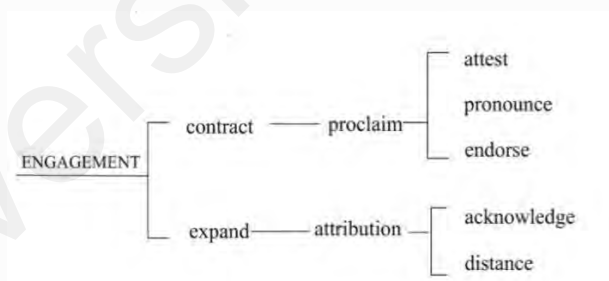 attest
contract
proclaim
pronounce
endorse
ENGAGEMENT
expand
attribution
acknowledge
distance